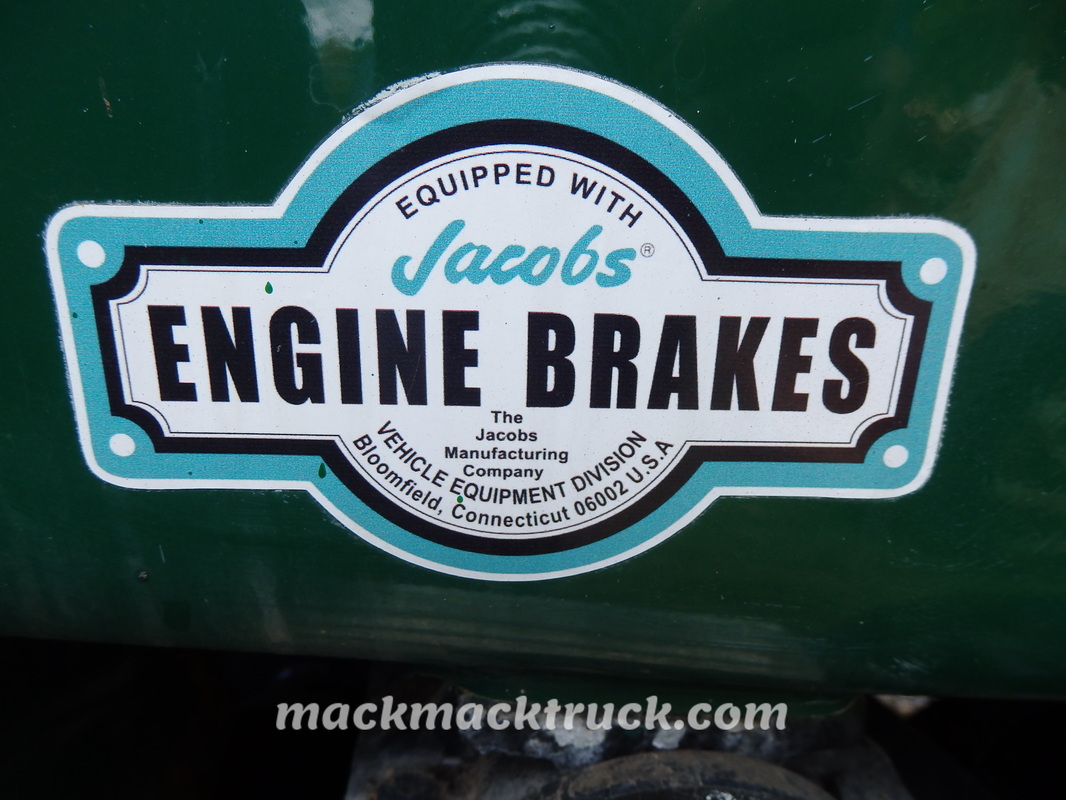 EQUIPPED WITH
Jacobs®
ENGINE BRAKES
The
Jacobs
Manufacturing
Company
VEHICLE EQUIPMENT DIVISION
Bloomfield, Connecticut 06002 U.S.A
mackmacktruck.com